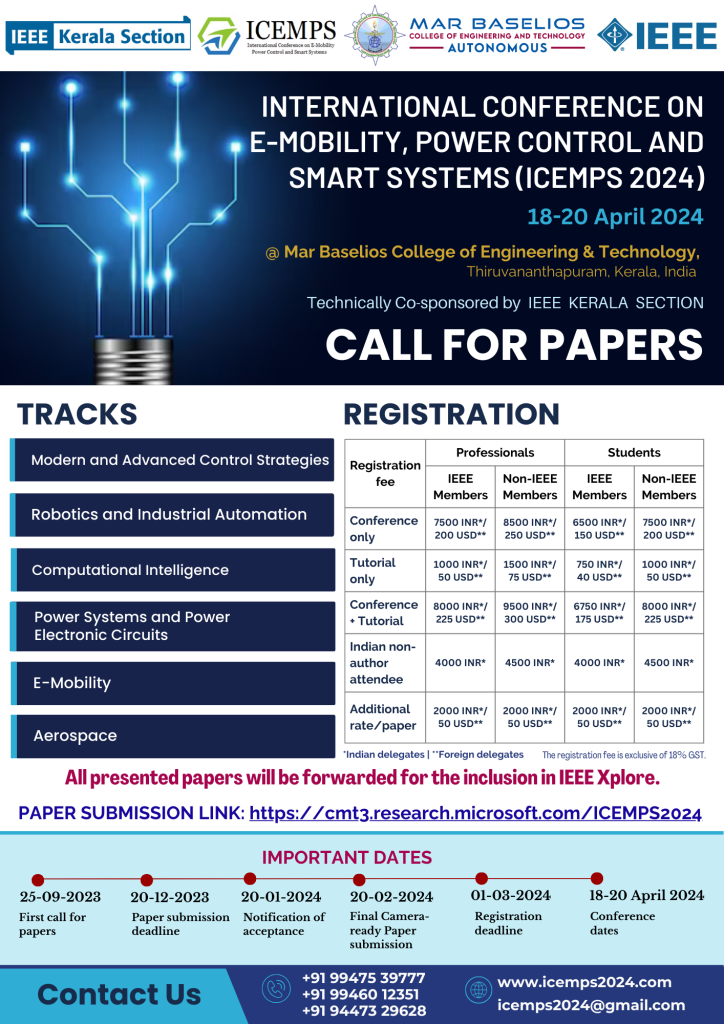 IEEE Kerala Section
ICEMPS
International Conference on E-Mobility
Power Control and Smart Systems
MAR BASELIOS
COLLEGE OF ENGINEERING AND TECHNOLOGY
AUTONOMOUS
IEEE
INTERNATIONAL CONFERENCE ON
E-MOBILITY, POWER CONTROL AND
SMART SYSTEMS (ICEMPS 2024)
18-20 April 2024
@ Mar Baselios College of Engineering & Technology,
Thiruvananthapuram, Kerala, India
Technically Co-sponsored by IEEE KERALA SECTION
CALL FOR PAPERS
TRACKS
Modern and Advanced Control Strategies
Robotics and Industrial Automation
Computational Intelligence
Power Systems and Power
Electronic Circuits
E-Mobility
Aerospace
REGISTRATION
Registration
fee
Professionals
Students
IEEE
Members
Non-IEEE
Members
IEEE
Members
Non-IEEE
Members
Conference
only
7500 INR*/
200 USD**
8500 INR*/
250 USD**
6500 INR*/
150 USD**
7500 INR*/
200 USD**
Tutorial
only
1000 INR*/
50 USD**
1500 INR*/
75 USD**
750 INR*/
40 USD**
1000 INR*/
50 USD**
Conference
+ Tutorial
8000 INR*/
225 USD**
9500 INR*/
300 USD**
6750 INR*/
175 USD**
8000 INR*/
225 USD**
Indian non-
author
attendee
4000 INR*
4500 INR*
4000 INR*
4500 INR*
Additional
rate/paper
2000 INR*/
50 USD**
2000 INR*/
50 USD**
2000 INR*/
50 USD**
2000 INR*/
50 USD**
*Indian delegates | **Foreign delegates
The registration fee is exclusive of 18% GST.
All presented papers will be forwarded for the inclusion in IEEE Xplore.
PAPER SUBMISSION LINK: https://cmt3.research.microsoft.com/ICEMPS2024
IMPORTANT DATES
25-09-2023
First call for
papers
20-12-2023
Paper submission
deadline
20-01-2024
Notification of
acceptance
20-02-2024
Final Camera-
ready Paper
submission
01-03-2024
Registration
deadline
18-20 April 2024
Conference
dates
Contact Us
+91 99475 39777
+91 99460 12351
+91 94473 29628
www.icemps2024.com
icemps2024@gmail.com